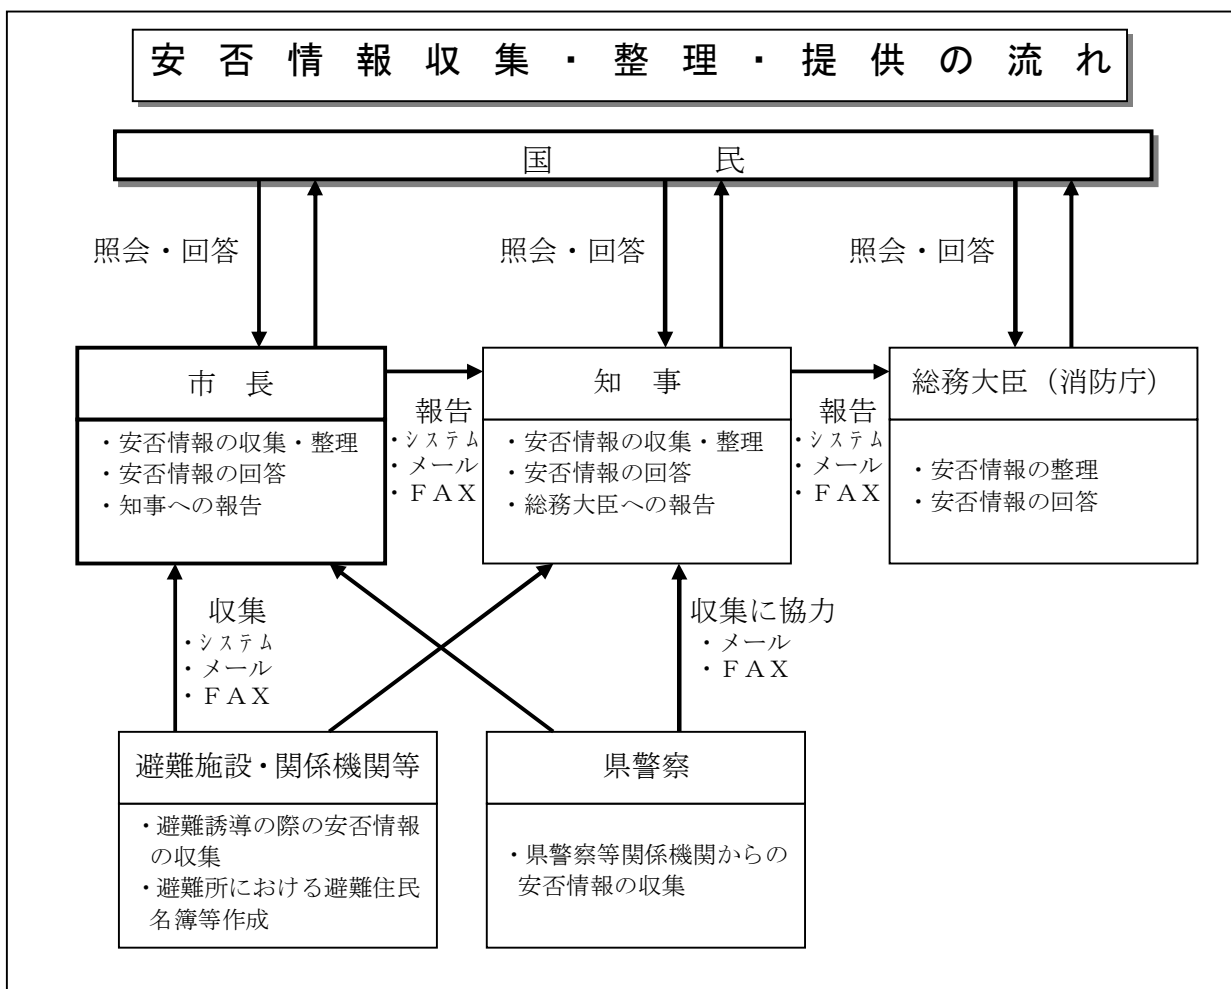 安否情報収集・整理・提供の流れ
国　民
照会・回答
照会・回答
照会・回答
市　長
・安否情報の収集・整理
・安否情報の回答
・知事への報告
報告
・システム
・メール
・ＦＡＸ
知　事
・安否情報の収集・整理
・安否情報の回答
・総務大臣への報告
報告
・システム
・メール
・ＦＡＸ
総務大臣（消防庁）
・安否情報の整理
・安否情報の回答
収集
・システム
・メール
・ＦＡＸ
収集に協力
・メール
・ＦＡＸ
避難施設・関係機関等
・避難誘導の際の安否情報
の収集
・避難所における避難住民
名簿等作成
県警察
・県警察等関係機関からの
安否情報の収集